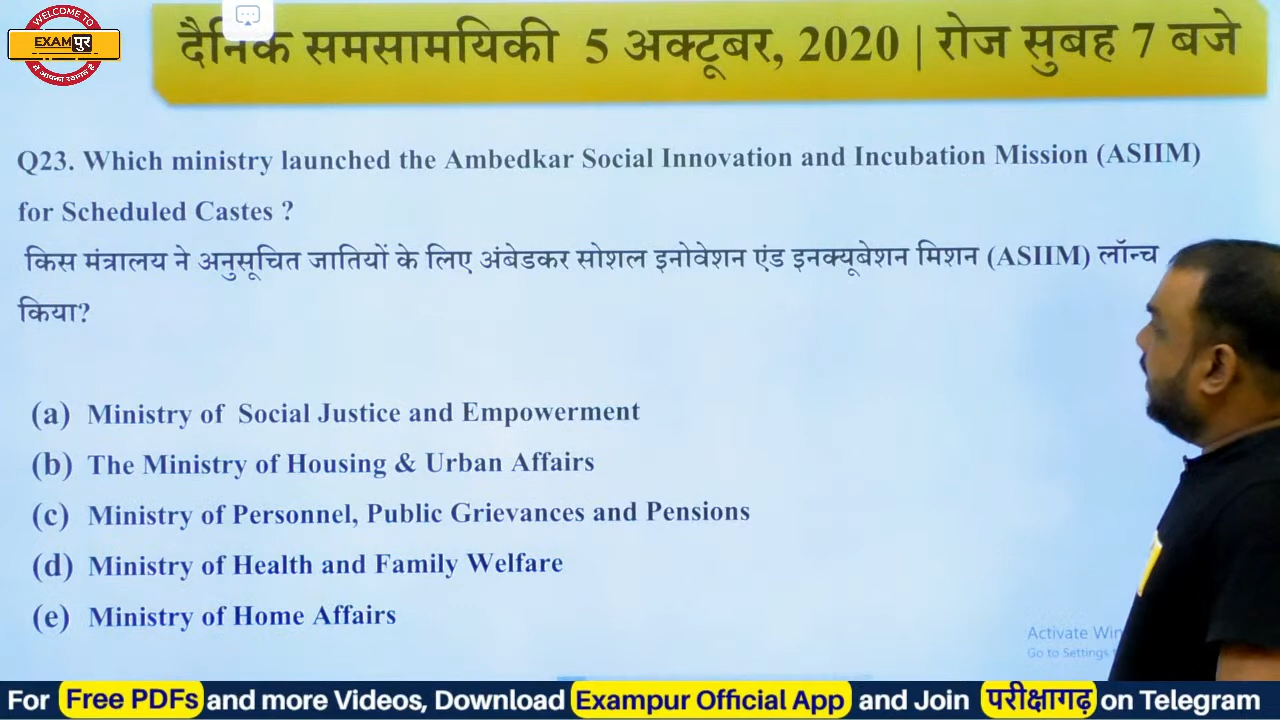 WELCOME TO
EXAMपुर
में आपका स्वागत है
दैनिक समसामयिकी 5 अक्टूबर, 2020 | रोज सुबह 7 बजे
Q23. Which ministry launched the Ambedkar Social Innovation and Incubation Mission (ASIIM)
for Scheduled Castes ?
किस मंत्रालय ने अनुसूचित जातियों के लिए अंबेडकर सोशल इनोवेशन एंड इनक्यूबेशन मिशन (ASIIM) लॉन्च
किया?
(a) Ministry of Social Justice and Empowerment
(b) The Ministry of Housing & Urban Affairs
(c) Ministry of Personnel, Public Grievances and Pensions
(d) Ministry of Health and Family Welfare
(e) Ministry of Home Affairs
Activate Win
Go to Settings
For Free PDFs and more Videos, Download Exampur Official App and Join परीक्षागढ़ on Telegram